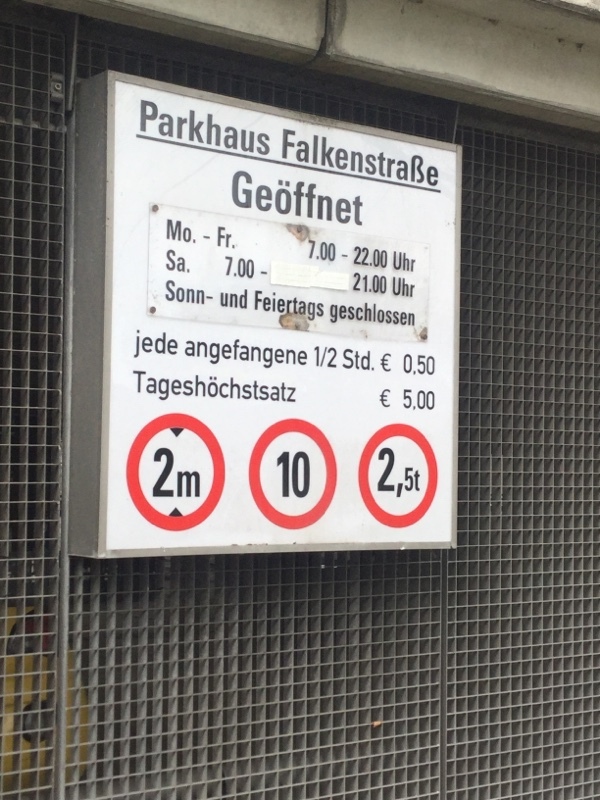 Parkhaus Falkenstraße
Geöffnet
Mo. - Fr. 7.00 - 22.00 Uhr
Sa. 7.00 - 21.00 Uhr
Sonn- und Feiertags geschlossen
jede angefangene 1/2 Std. € 0,50
Tageshöchstsatz € 5,00
2m 10 2,5t